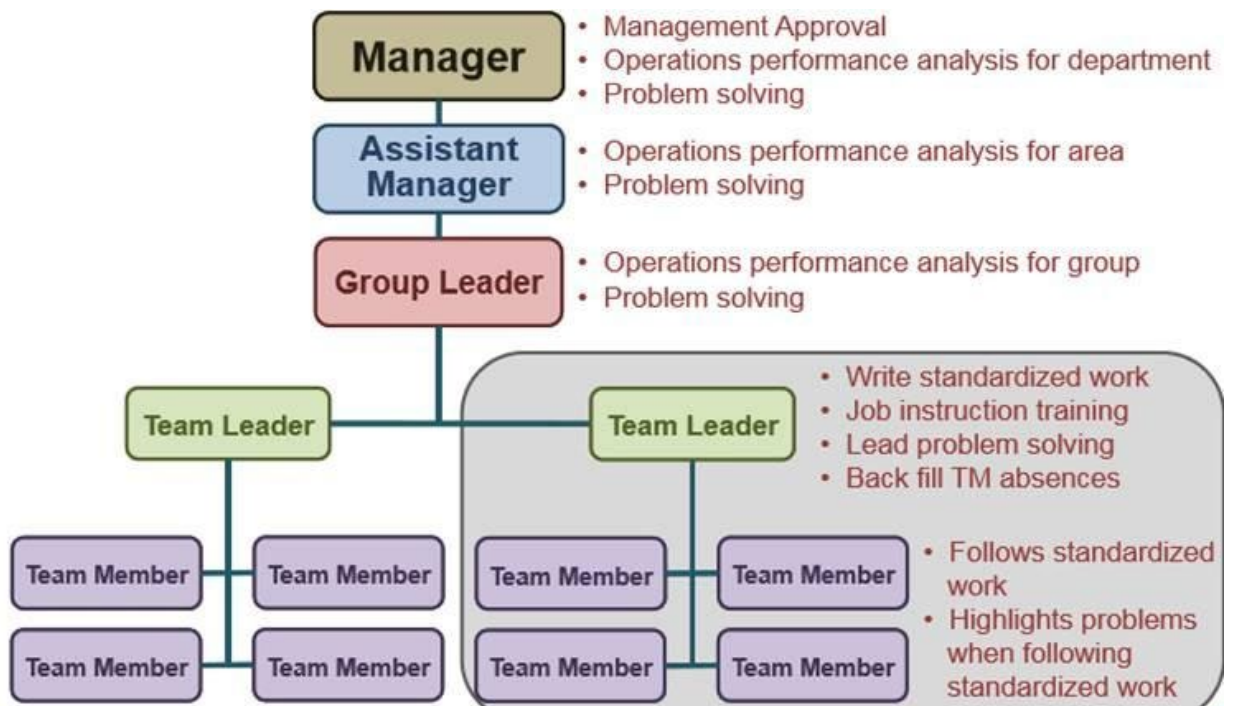 Manager
• Management Approval
• Operations performance analysis for department
• Problem solving
Assistant
Manager
• Operations performance analysis for area
• Problem solving
Group Leader
• Operations performance analysis for group
• Problem solving
Team Leader
Team Leader
• Write standardized work
• Job instruction training
• Lead problem solving
• Back fill TM absences
Team Member
Team Member
Team Member
Team Member
Team Member
Team Member
Team Member
Team Member
• Follows standardized
work
• Highlights problems
when following
standardized work